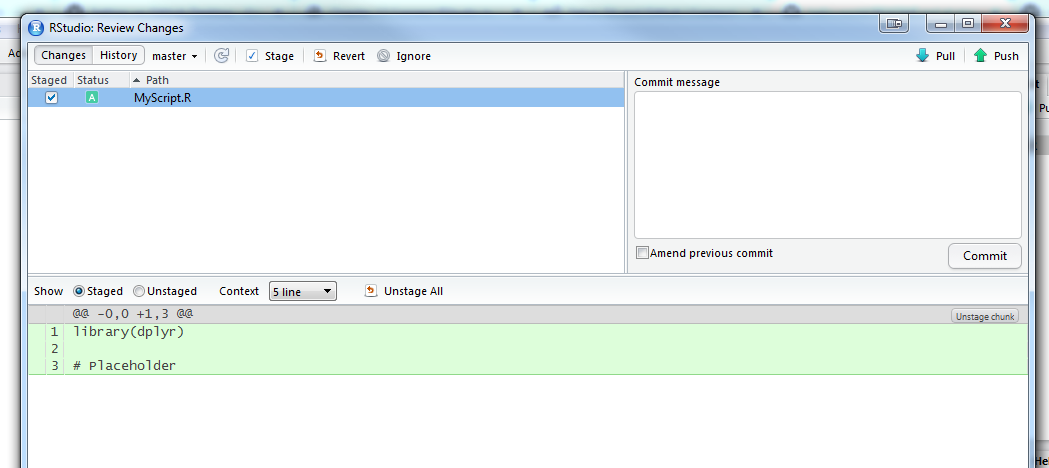 RStudio: Review Changes
Changes History master Stage Revert Ignore Pull Push
Staged Status Path
A MyScript.R
Commit message
Amend previous commit
Commit
Show Staged Unstaged Context 5 line Unstage All
@@ -0,0 +1,3 @@ Unstage chunk
1 library(dplyr)
2
3 # Placeholder